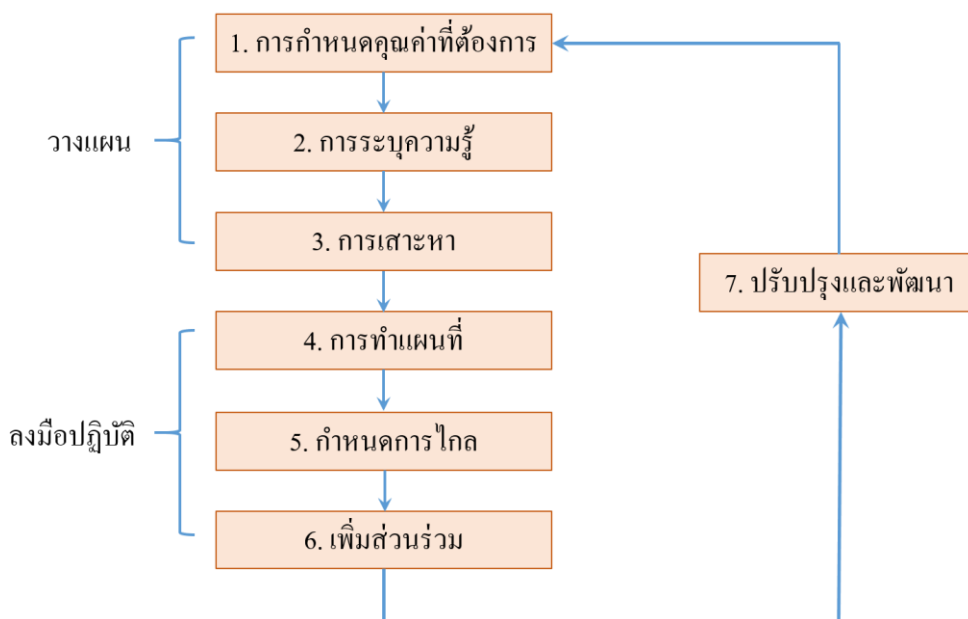 1. การกำหนดคุณค่าที่ต้องการ
วางแผน
2. การระบุความรู้
3. การเสาะหา
7. ปรับปรุงและพัฒนา
4. การทำแผนที่
ลงมือปฏิบัติ
5. กำหนดการไกล
6. เพิ่มส่วนร่วม